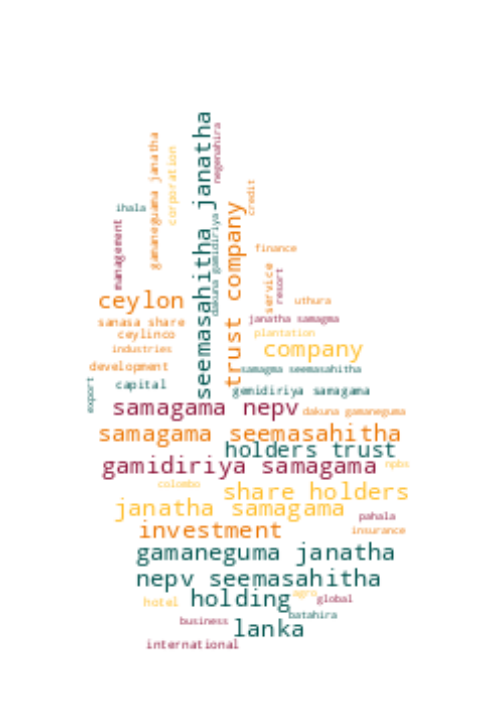 seemasahitha janatha
negenahira
gamaneguma janatha
corporation
credit
trust company
ihala
dakuna gamidiriya
management
finance
service
resort
ceylon
uthura
sanasa share
janatha samagma
ceylinco
plantation
industries
company
development
samagma seemasahitha
export
capital
gemidiriya samagama
samagama nepv
dakuna gamaneguma
samagama seemasahitha
holders trust
gamidiriya samagama
npbs
colombo
share holders
janatha samagama
pahala
investment
insurance
gamaneguma janatha
nepv seemasahitha
agro
holding
hotel
global
batahira
business
lanka
international